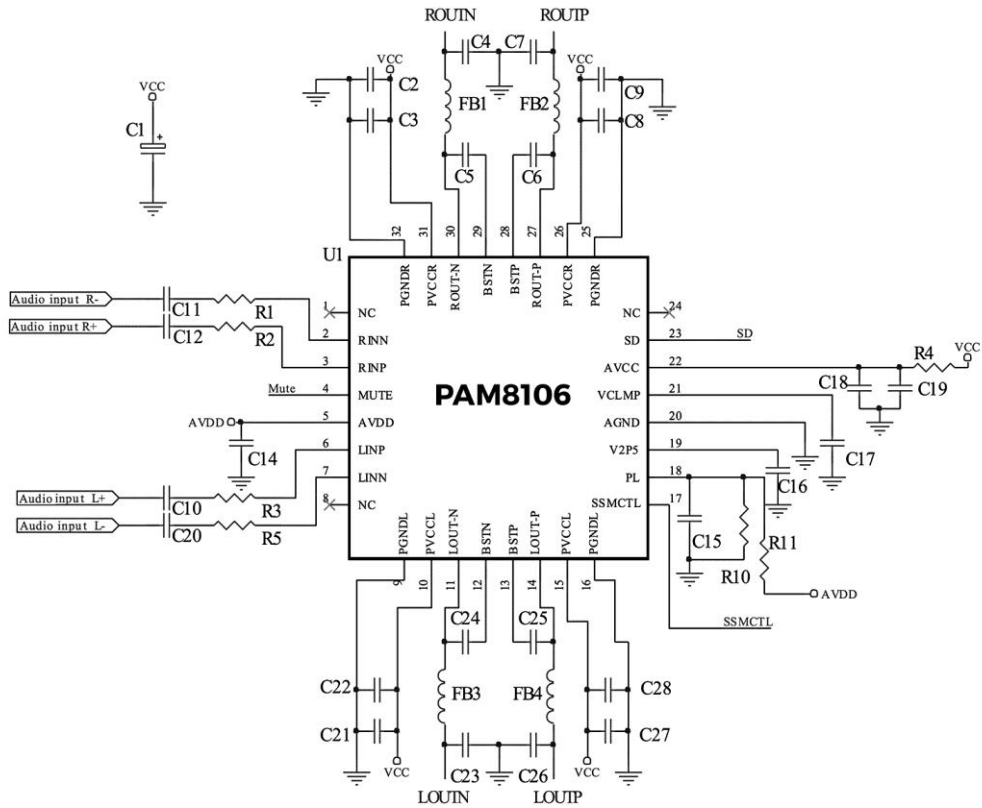 ROUTN ROUTP
C4 C7
VCC VCC
C2 C9
FB1 FB2
C3 C8
C5 C6
VCC
C1 +
32 31 30 29 28 27 26 25
U1
PGNDR PVCCR ROUT-N BSTN BSTP ROUT-P PVCCR PGNDR
Audio input R- C11 R1 1 NC NC 24
Audio input R+ C12 R2 2 RINN SD 23 SD
3 RINP AVCC 22 C18 C19 R4 VCC
Mute 4 MUTE PAM8106 VCLMP 21
AVDD 5 AVDD AGND 20
C14 6 LINP V2P5 19 C16 C17
7 LINN PL 18
Audio input L+ C10 R3 8 NC SSMCTL 17
Audio input L- C20 R5
C15 R10 R11
PGNDL PVCCL LOUT-N BSTN BSTP LOUT-P PVCCL PGNDL
9 10 11 12 13 14 15 16
AVDD
SSMCTL
C24 C25
C22 FB3 FB4 C28
C21 C27
VCC C23 C26 VCC
LOUTN LOUTP